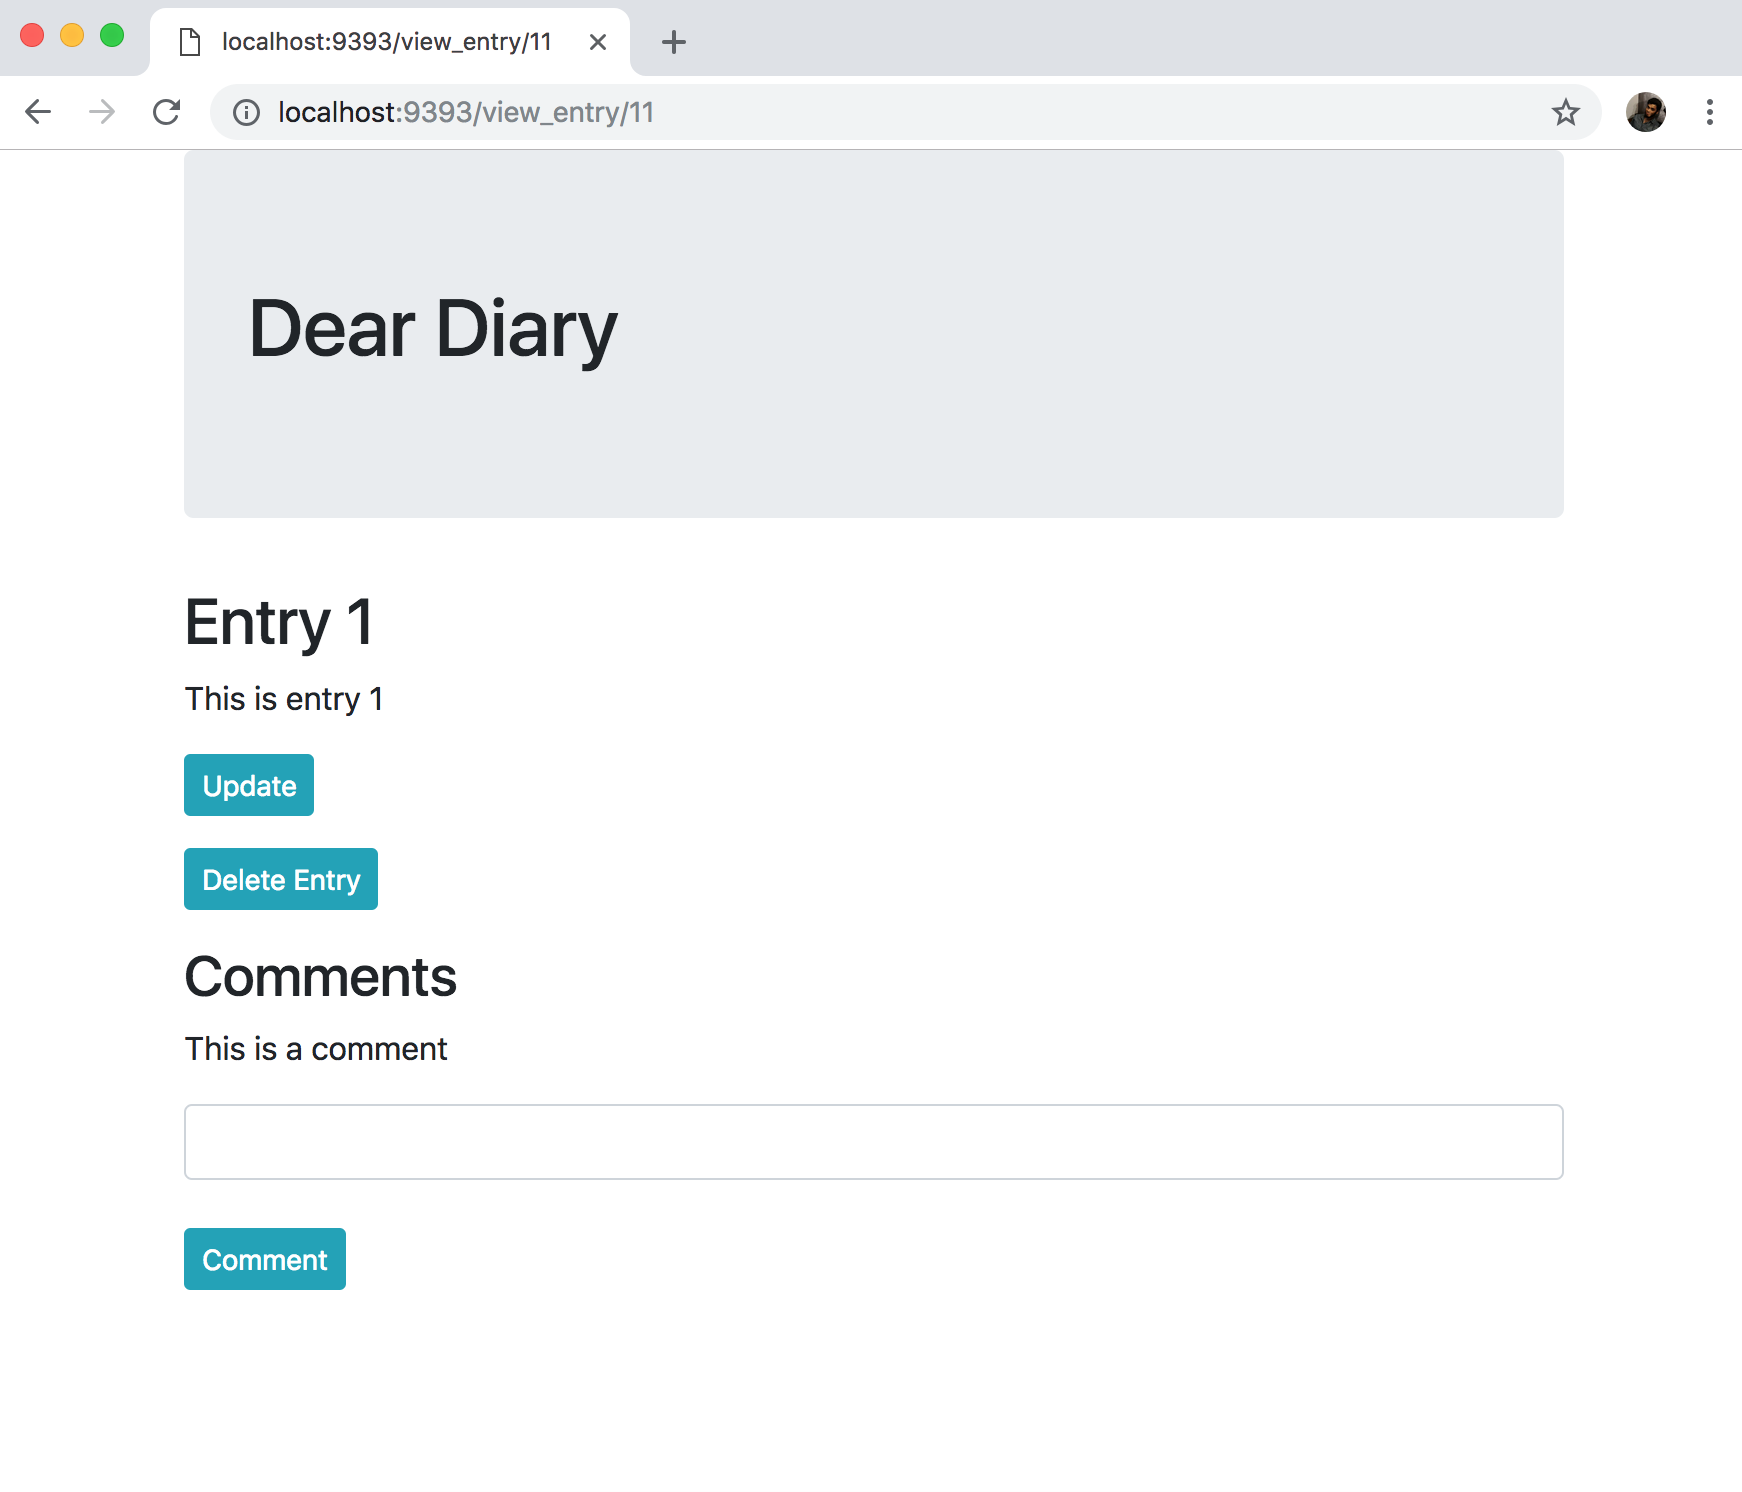 localhost:9393/view_entry/11
localhost:9393/view_entry/11
Dear Diary
Entry 1
This is entry 1
Update
Delete Entry
Comments
This is a comment
Comment